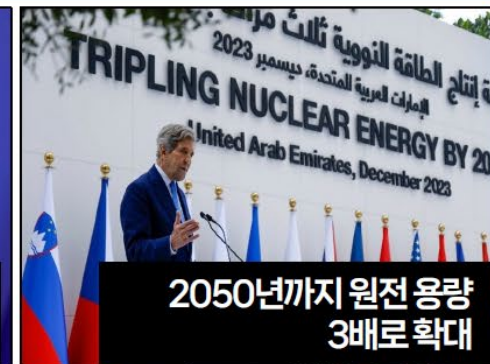 إنتاج الطاقة النووية ثلاث
الإمارات العربية المتحدة، ديسمبر 2023
TRIPLING NUCLEAR ENERGY BY
United Arab Emirates, December 2023
2050년까지 원전 용량
3배로 확대